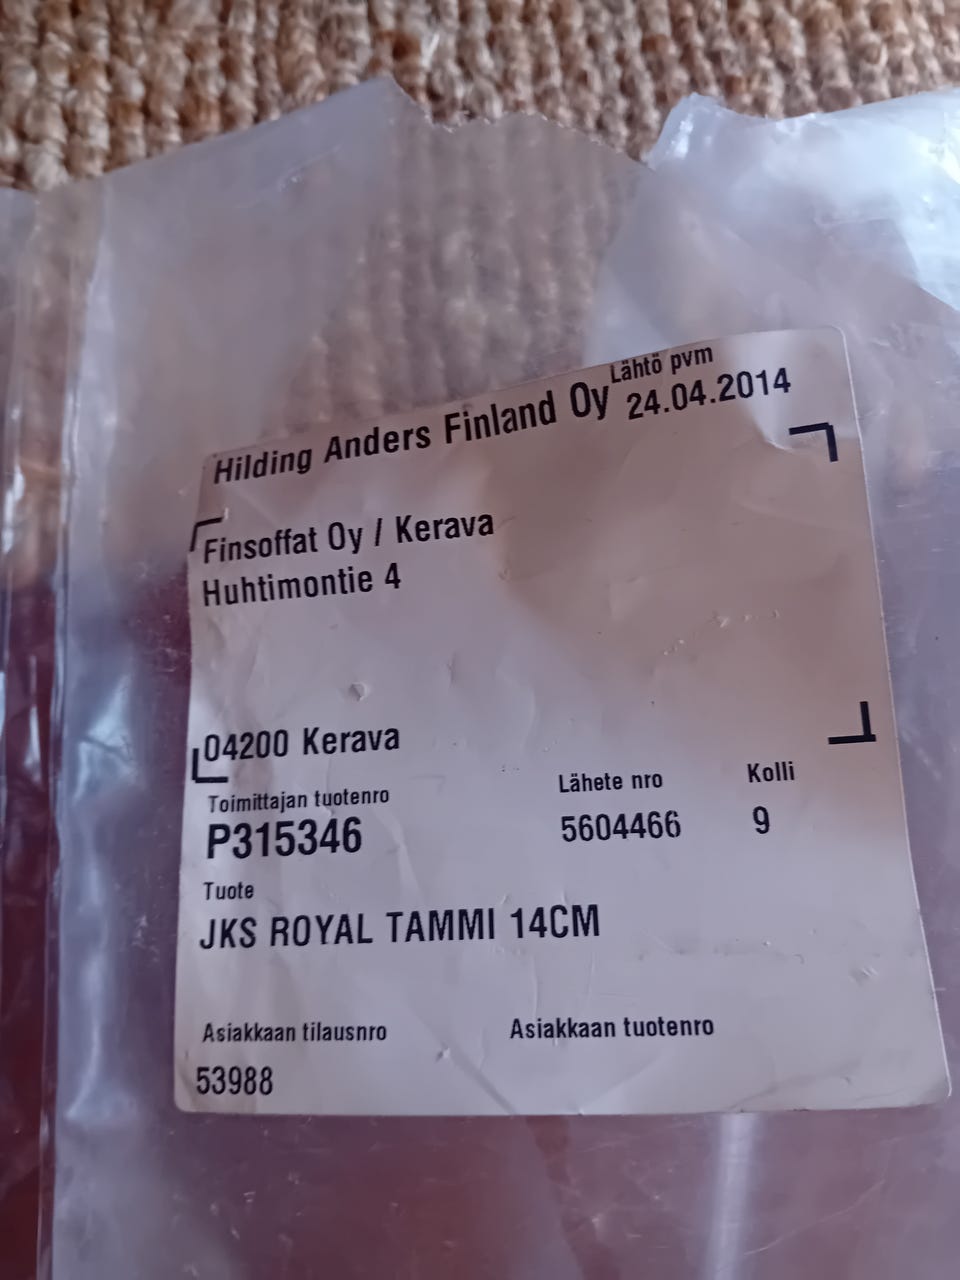 Hilding Anders Finland Oy
Lähtö pvm
24.04.2014
Finsoffat Oy / Kerava
Huhtimontie 4
04200 Kerava
Toimittajan tuotenro
P315346
Lähete nro
5604466
Kolli
9
Tuote
JKS ROYAL TAMMI 14CM
Asiakkaan tilausnro
53988
Asiakkaan tuotenro